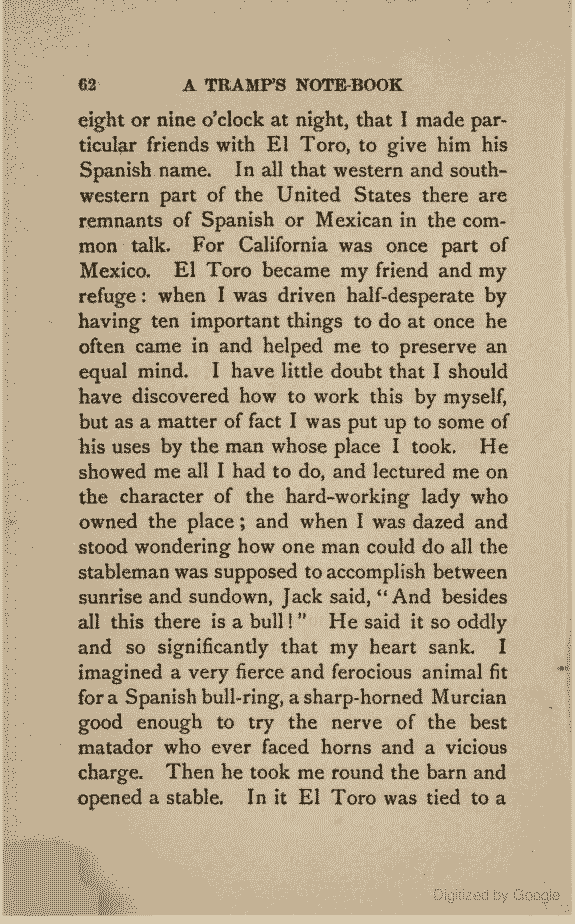 62 A TRAMP'S NOTE-BOOK
eight or nine o'clock at night, that I made par-
ticular friends with El Toro, to give him his
Spanish name. In all that western and south-
western part of the United States there are
remnants of Spanish or Mexican in the com-
mon talk. For California was once part of
Mexico. El Toro became my friend and my
refuge: when I was driven half-desperate by
having ten important things to do at once he
often came in and helped me to preserve an
equal mind. I have little doubt that I should
have discovered how to work this by myself,
but as a matter of fact I was put up to some of
his uses by the man whose place I took. He
showed me all I had to do, and lectured me on
the character of the hard-working lady who
owned the place; and when I was dazed and
stood wondering how one man could do all the
stableman was supposed to accomplish between
sunrise and sundown, Jack said, "And besides
all this there is a bull!" He said it so oddly
and so significantly that my heart sank. I
imagined a very fierce and ferocious animal fit
for a Spanish bull-ring, a sharp-horned Murcian
good enough to try the nerve of the best
matador who ever faced horns and a vicious
charge. Then he took me round the barn and
opened a stable. In it El Toro was tied to a
Digitized by Google